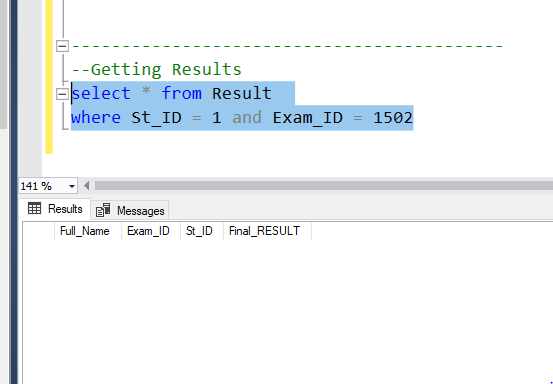 --------------------------------------------
--Getting Results
select * from Result
where St_ID = 1 and Exam_ID = 1502
141 %
Results Messages
Full_Name Exam_ID St_ID Final_RESULT